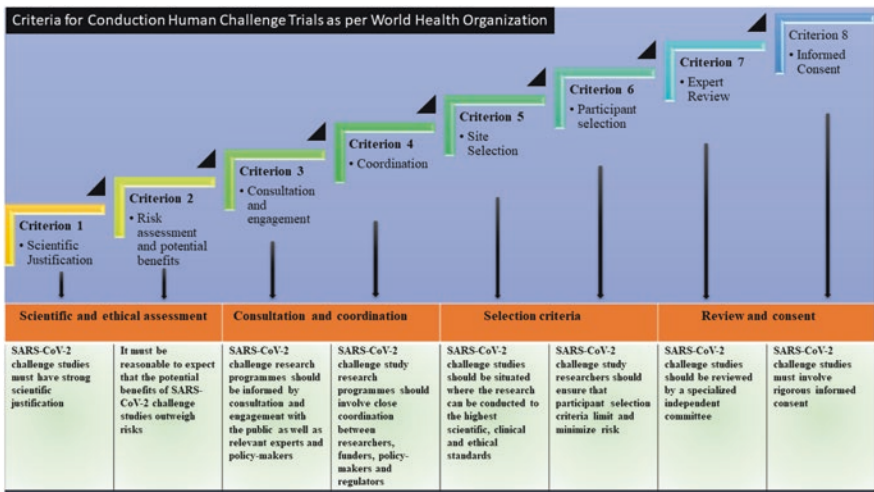 Criteria for Conduction Human Challenge Trials as per World Health Organization
Criterion 1
• Scientific
Justification
Criterion 2
• Risk
assessment
and potential
benefits
Criterion 3
• Consultation
and
engagement
Criterion 4
• Coordination
Criterion 5
• Site
Selection
Criterion 6
• Participant
selection
Criterion 7
• Expert
Review
Criterion 8
• Informed
Consent
Scientific and ethical assessment
Consultation and coordination
Selection criteria
Review and consent
SARS-CoV-2
challenge studies
must have strong
scientific
justification
It must be
reasonable to expect
that the potential
benefits of SARS-
CoV-2 challenge
studies outweigh
risks
SARS-CoV-2
challenge research
programmes should
be informed by
consultation and
engagement with
the public as well as
relevant experts and
policy-makers
SARS-CoV-2
challenge study
research
programmes should
involve close
coordination
between
researchers,
funders, policy-
makers and
regulators
SARS-CoV-2
challenge studies
should be situated
where the research
can be conducted to
the highest
scientific, clinical
and ethical
standards
SARS-CoV-2
challenge study
researchers should
ensure that
participant selection
criteria limit and
minimize risk
SARS-CoV-2
challenge studies
should be reviewed
by a specialized
independent
committee
SARS-CoV-2
challenge studies
must involve
rigorous informed
consent